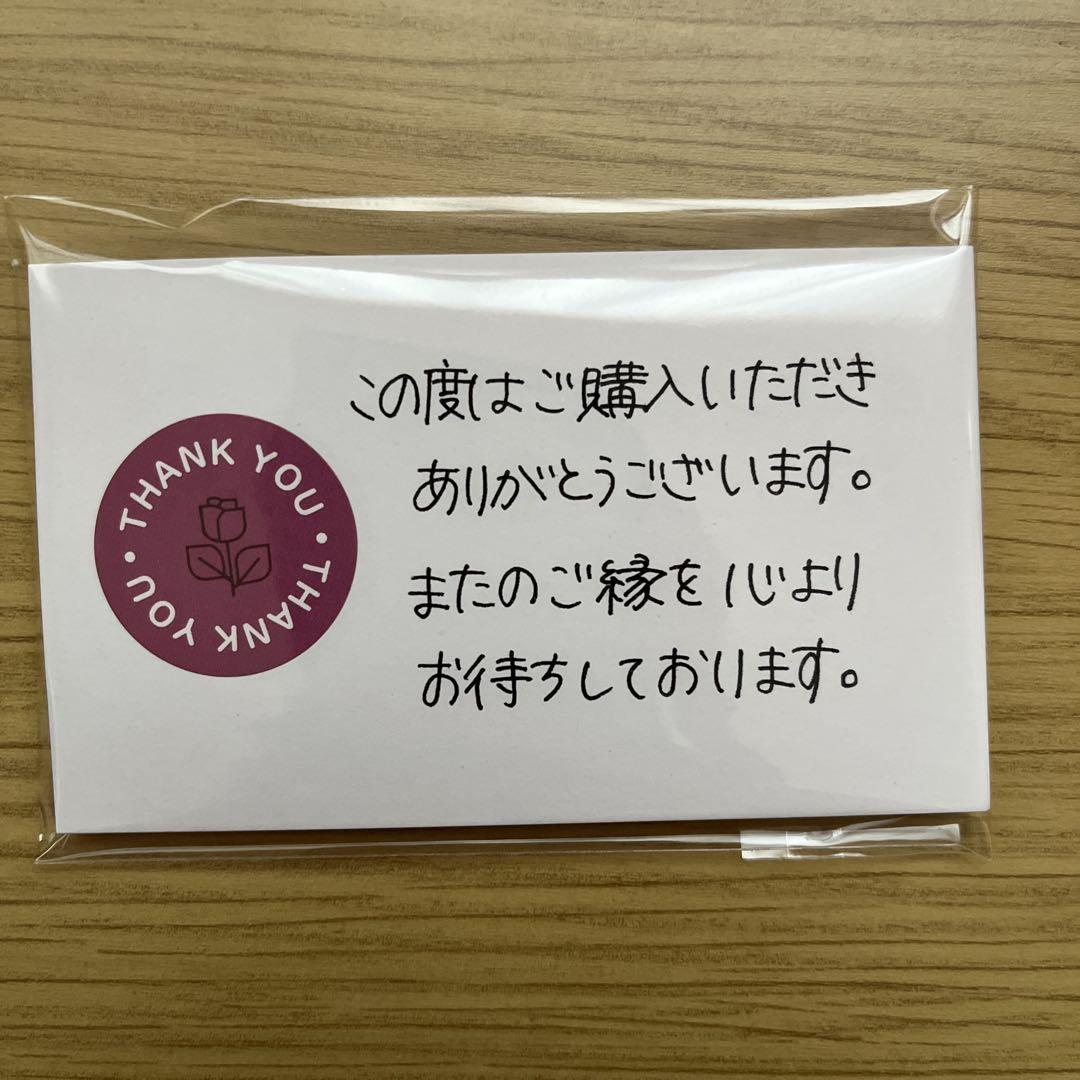 THANK YOU • THANK YOU •
この度はご購入いただき
ありがとうございます。
またのご縁を心より
お待ちしております。